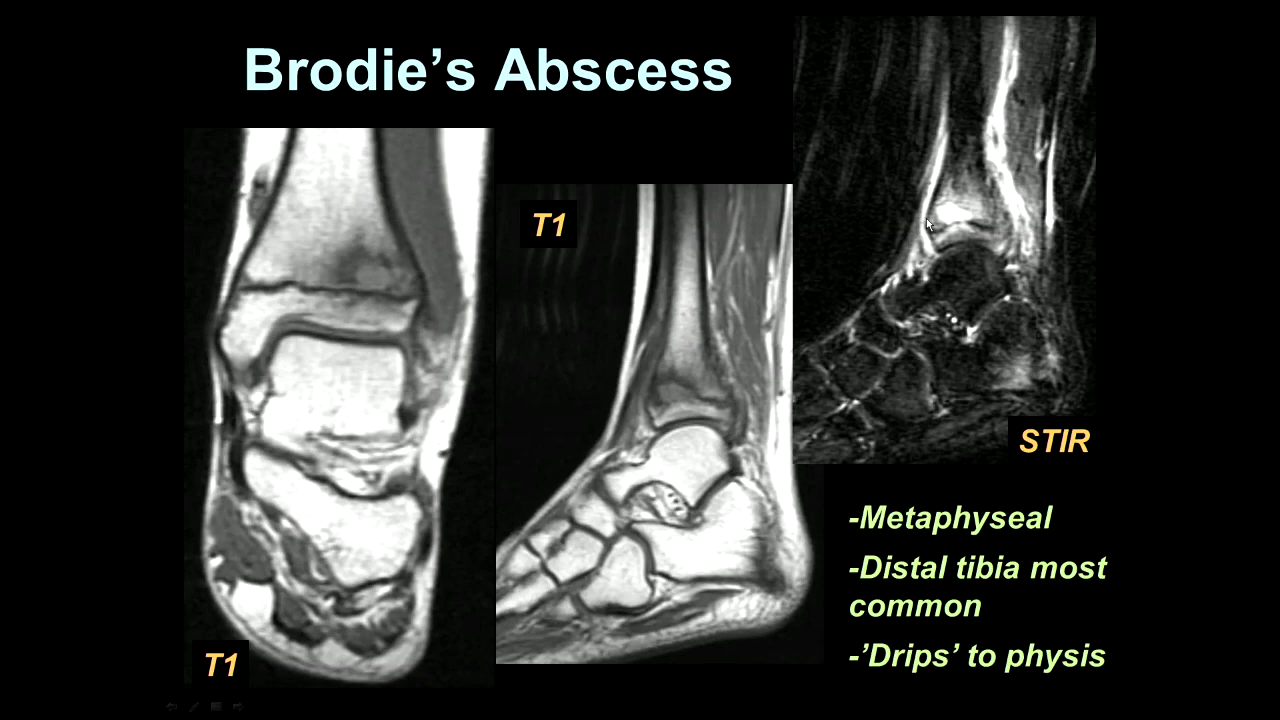 Brodie’s Abscess
T1
T1
STIR
-Metaphyseal
-Distal tibia most
common
-’Drips’ to physis